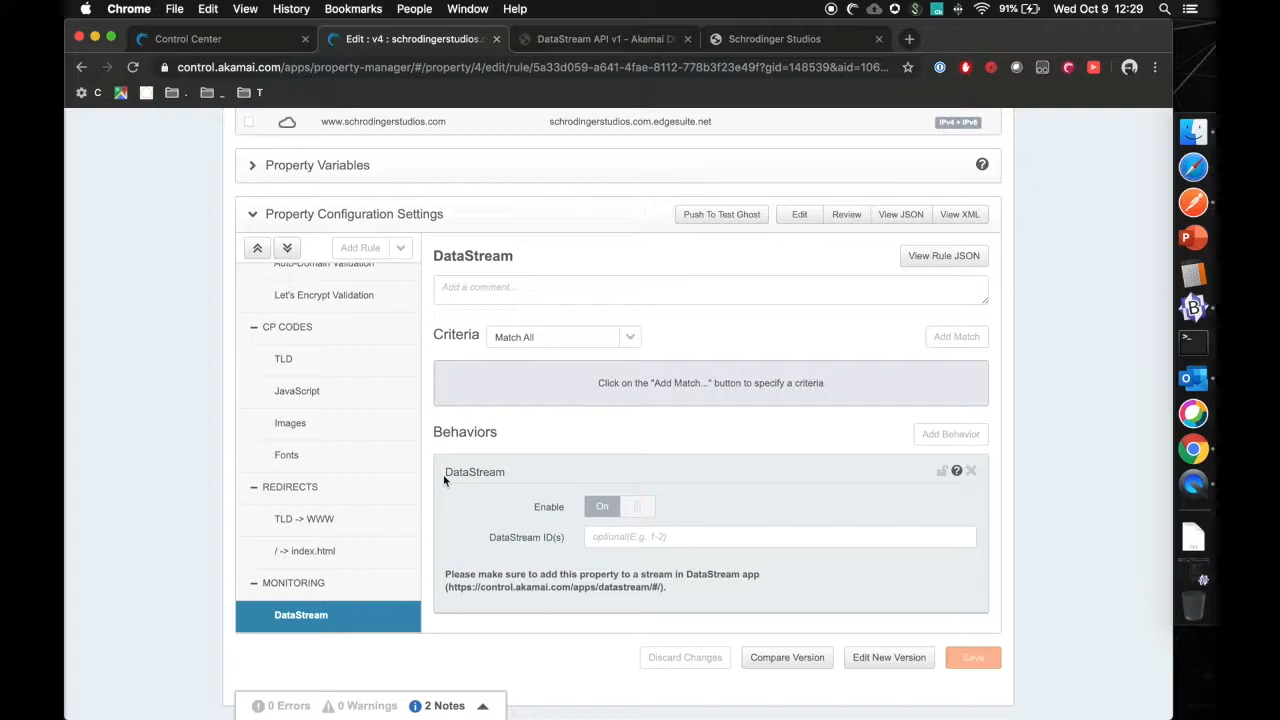 Chrome File Edit View History Bookmarks People Window Help 91% Wed Oct 9 12:29
Control Center Edit : v4 : schrodingerstudios. DataStream API v1 - Akamai D Schrodinger Studios
control.akamai.com/apps/property-manager/#/property/4/edit/rule/5a33d059-a641-4fae-8112-778b3f23e49f?gid=148539&aid=106...
C . _ T
www.schrodingerstudios.com schrodingerstudios.com.edgesuite.net IPv4 + IPv6
Property Variables
Property Configuration Settings Push To Test Ghost Edit Review View JSON View XML
Add Rule DataStream View Rule JSON
Auto-Domain Validation
Add a comment...
Let's Encrypt Validation
CP CODES
Criteria Match All Add Match
TLD
Click on the "Add Match..." button to specify a criteria
JavaScript
Images
Behaviors Add Behavior
Fonts
DataStream
REDIRECTS
Enable On
TLD -> WWW
DataStream ID(s) optional(E.g. 1-2)
/ -> index.html
Please make sure to add this property to a stream in DataStream app
(https://control.akamai.com/apps/datastream/#/).
MONITORING
DataStream
Discard Changes Compare Version Edit New Version Save
0 Errors 0 Warnings 2 Notes